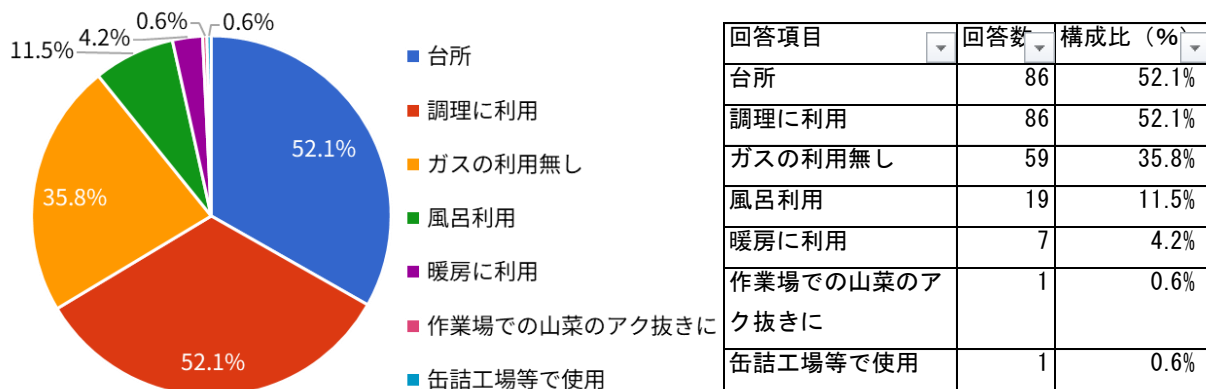 0.6%
0.6%
4.2%
11.5%
52.1%
35.8%
52.1%
台所
調理に利用
ガスの利用無し
風呂利用
暖房に利用
作業場での山菜のアク抜きに
缶詰工場等で使用
回答項目 回答数 構成比（%）
台所 86 52.1%
調理に利用 86 52.1%
ガスの利用無し 59 35.8%
風呂利用 19 11.5%
暖房に利用 7 4.2%
作業場での山菜のア 1 0.6%
ク抜きに
缶詰工場等で使用 1 0.6%